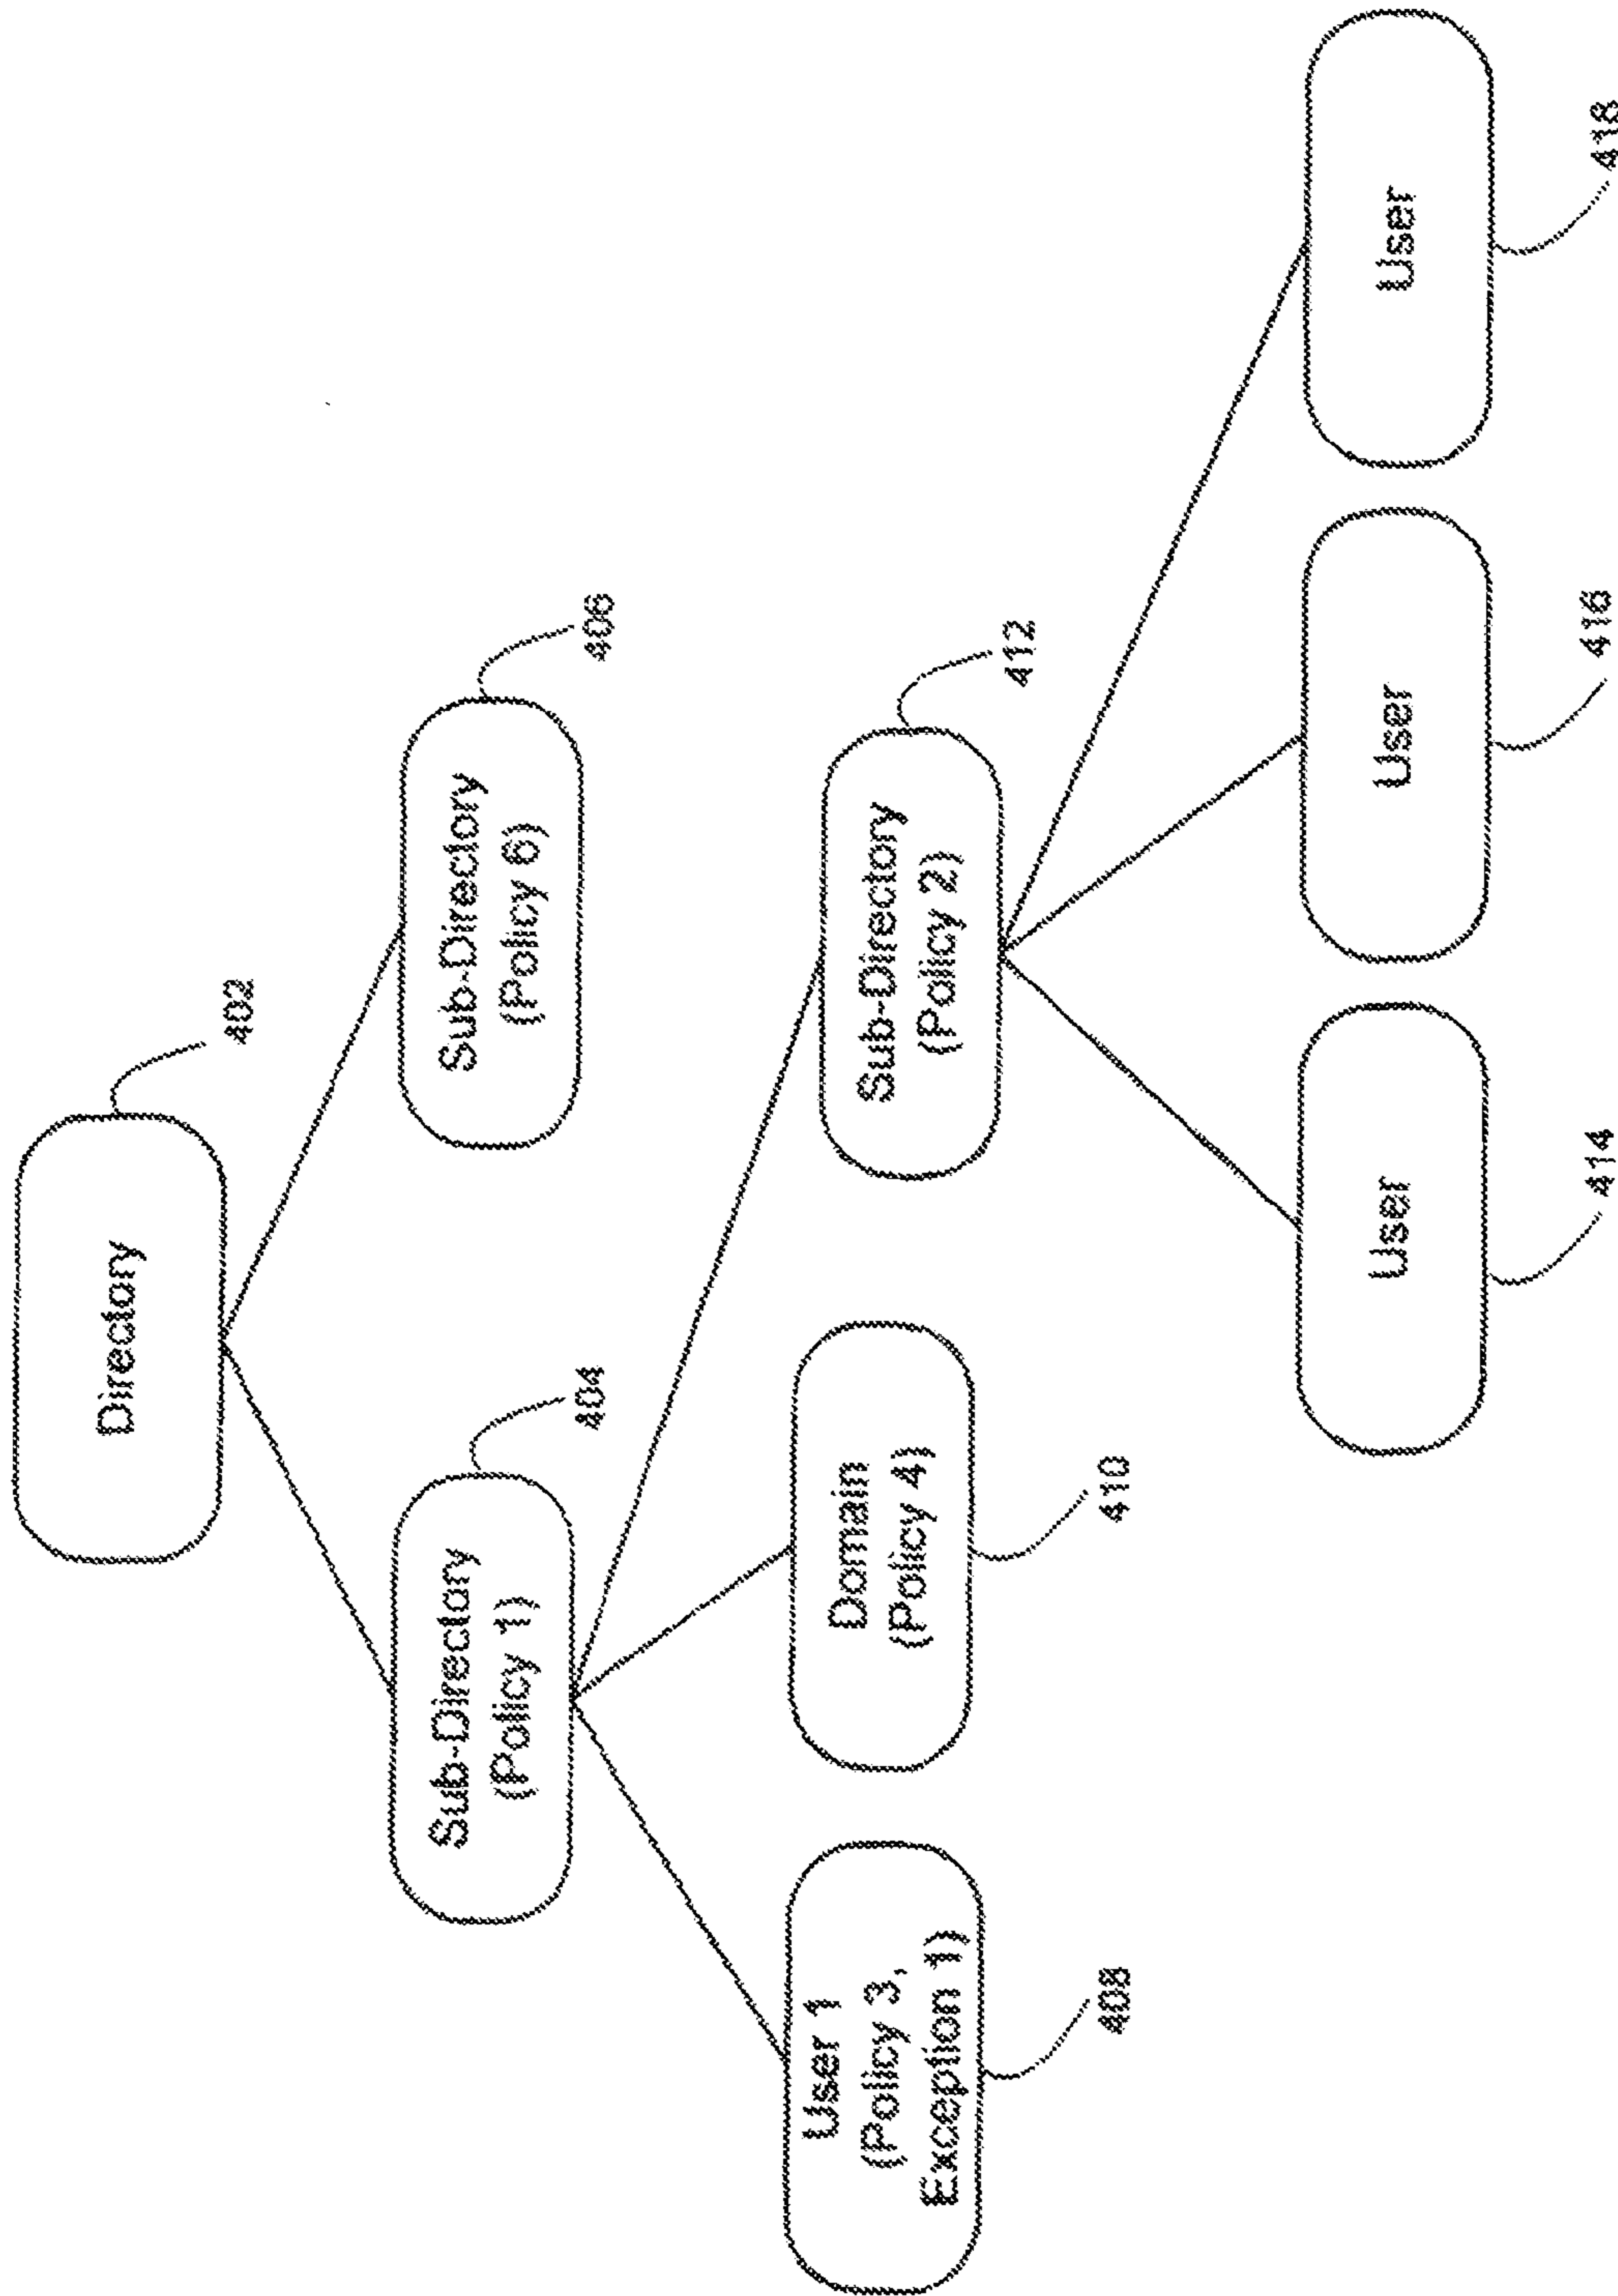 Directory
402
Sub-Directory
(Policy 1)
404
Sub-Directory
(Policy 6)
406
User 1
(Policy 3,
Exception 1)
408
Domain
(Policy 4)
410
Sub-Directory
(Policy 2)
412
User
414
User
416
User
418